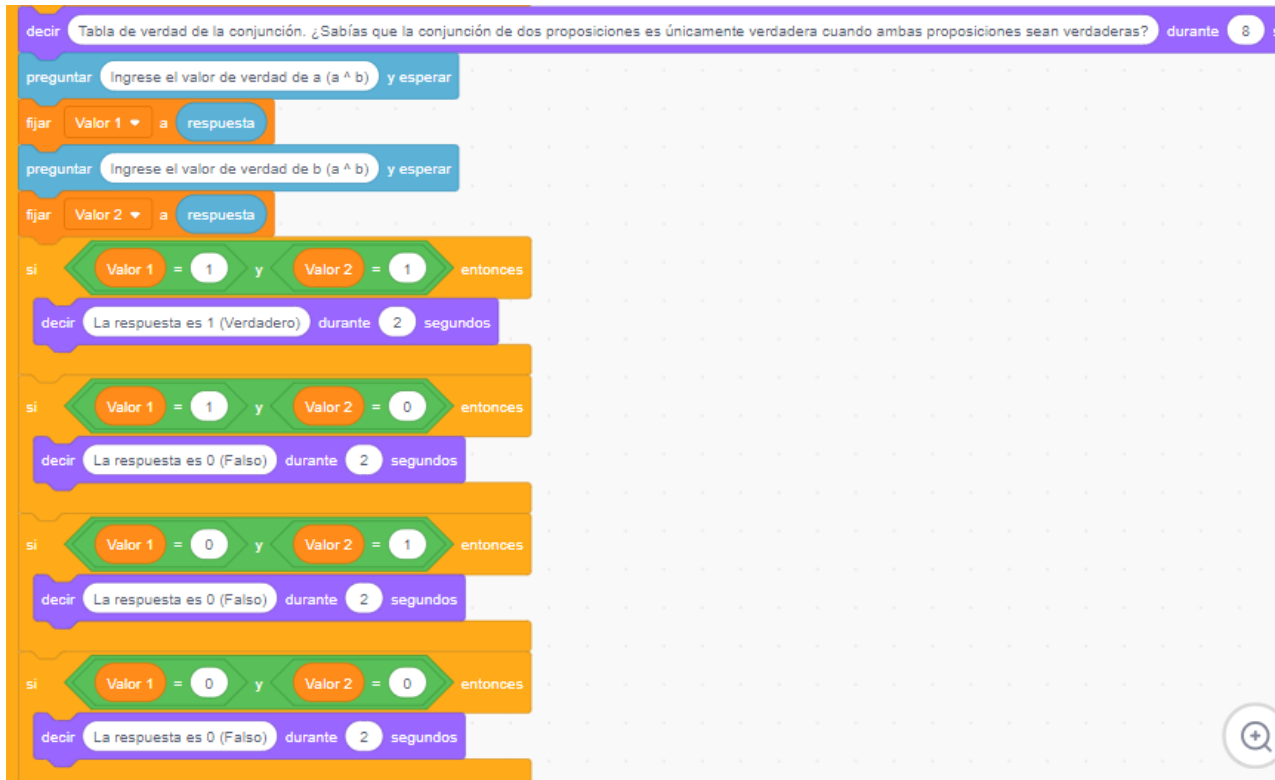 decir Tabla de verdad de la conjunción. ¿Sabías que la conjunción de dos proposiciones es únicamente verdadera cuando ambas proposiciones sean verdaderas? durante 8
preguntar Ingrese el valor de verdad de a (a ^ b) y esperar
fijar Valor 1 a respuesta
preguntar Ingrese el valor de verdad de b (a ^ b) y esperar
fijar Valor 2 a respuesta
si Valor 1 = 1 y Valor 2 = 1 entonces
decir La respuesta es 1 (Verdadero) durante 2 segundos
si Valor 1 = 1 y Valor 2 = 0 entonces
decir La respuesta es 0 (Falso) durante 2 segundos
si Valor 1 = 0 y Valor 2 = 1 entonces
decir La respuesta es 0 (Falso) durante 2 segundos
si Valor 1 = 0 y Valor 2 = 0 entonces
decir La respuesta es 0 (Falso) durante 2 segundos